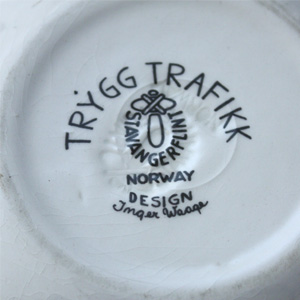 TRYGG TRAFIKK
STAVANGERFLINT
NORWAY
DESIGN
Inger Waage